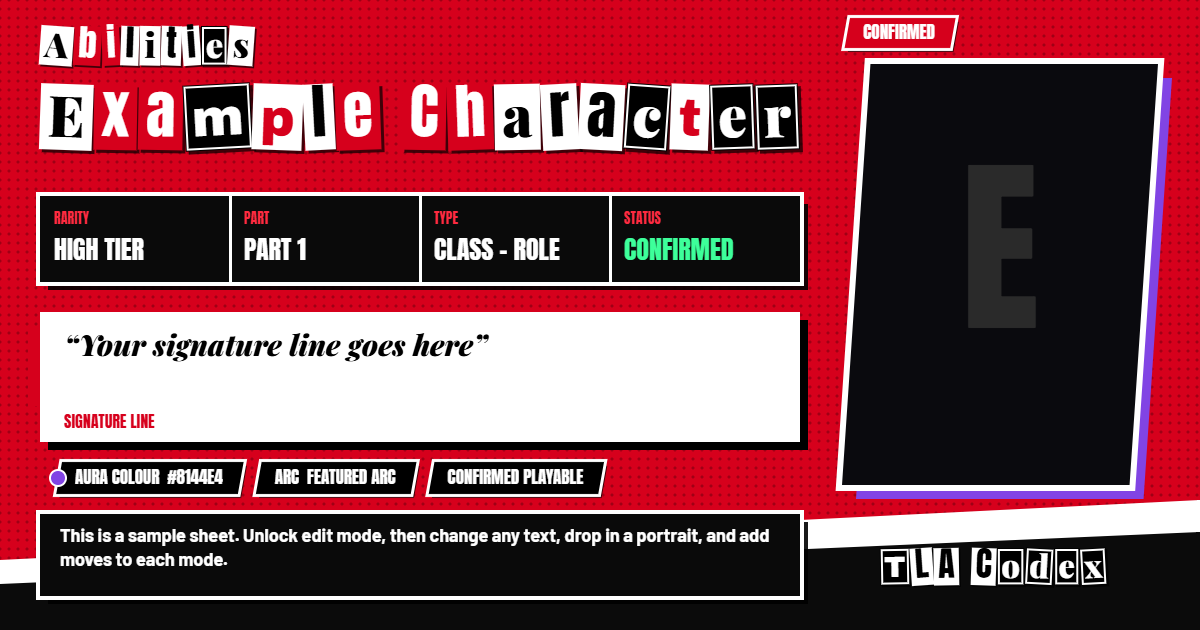 Abilities
Example Character
CONFIRMED
RARITY
HIGH TIER
PART
PART 1
TYPE
CLASS - ROLE
STATUS
CONFIRMED
“Your signature line goes here”
SIGNATURE LINE
AURA COLOUR #8144E4
ARC FEATURED ARC
CONFIRMED PLAYABLE
This is a sample sheet. Unlock edit mode, then change any text, drop in a portrait, and add
moves to each mode.
E
TLA Codex